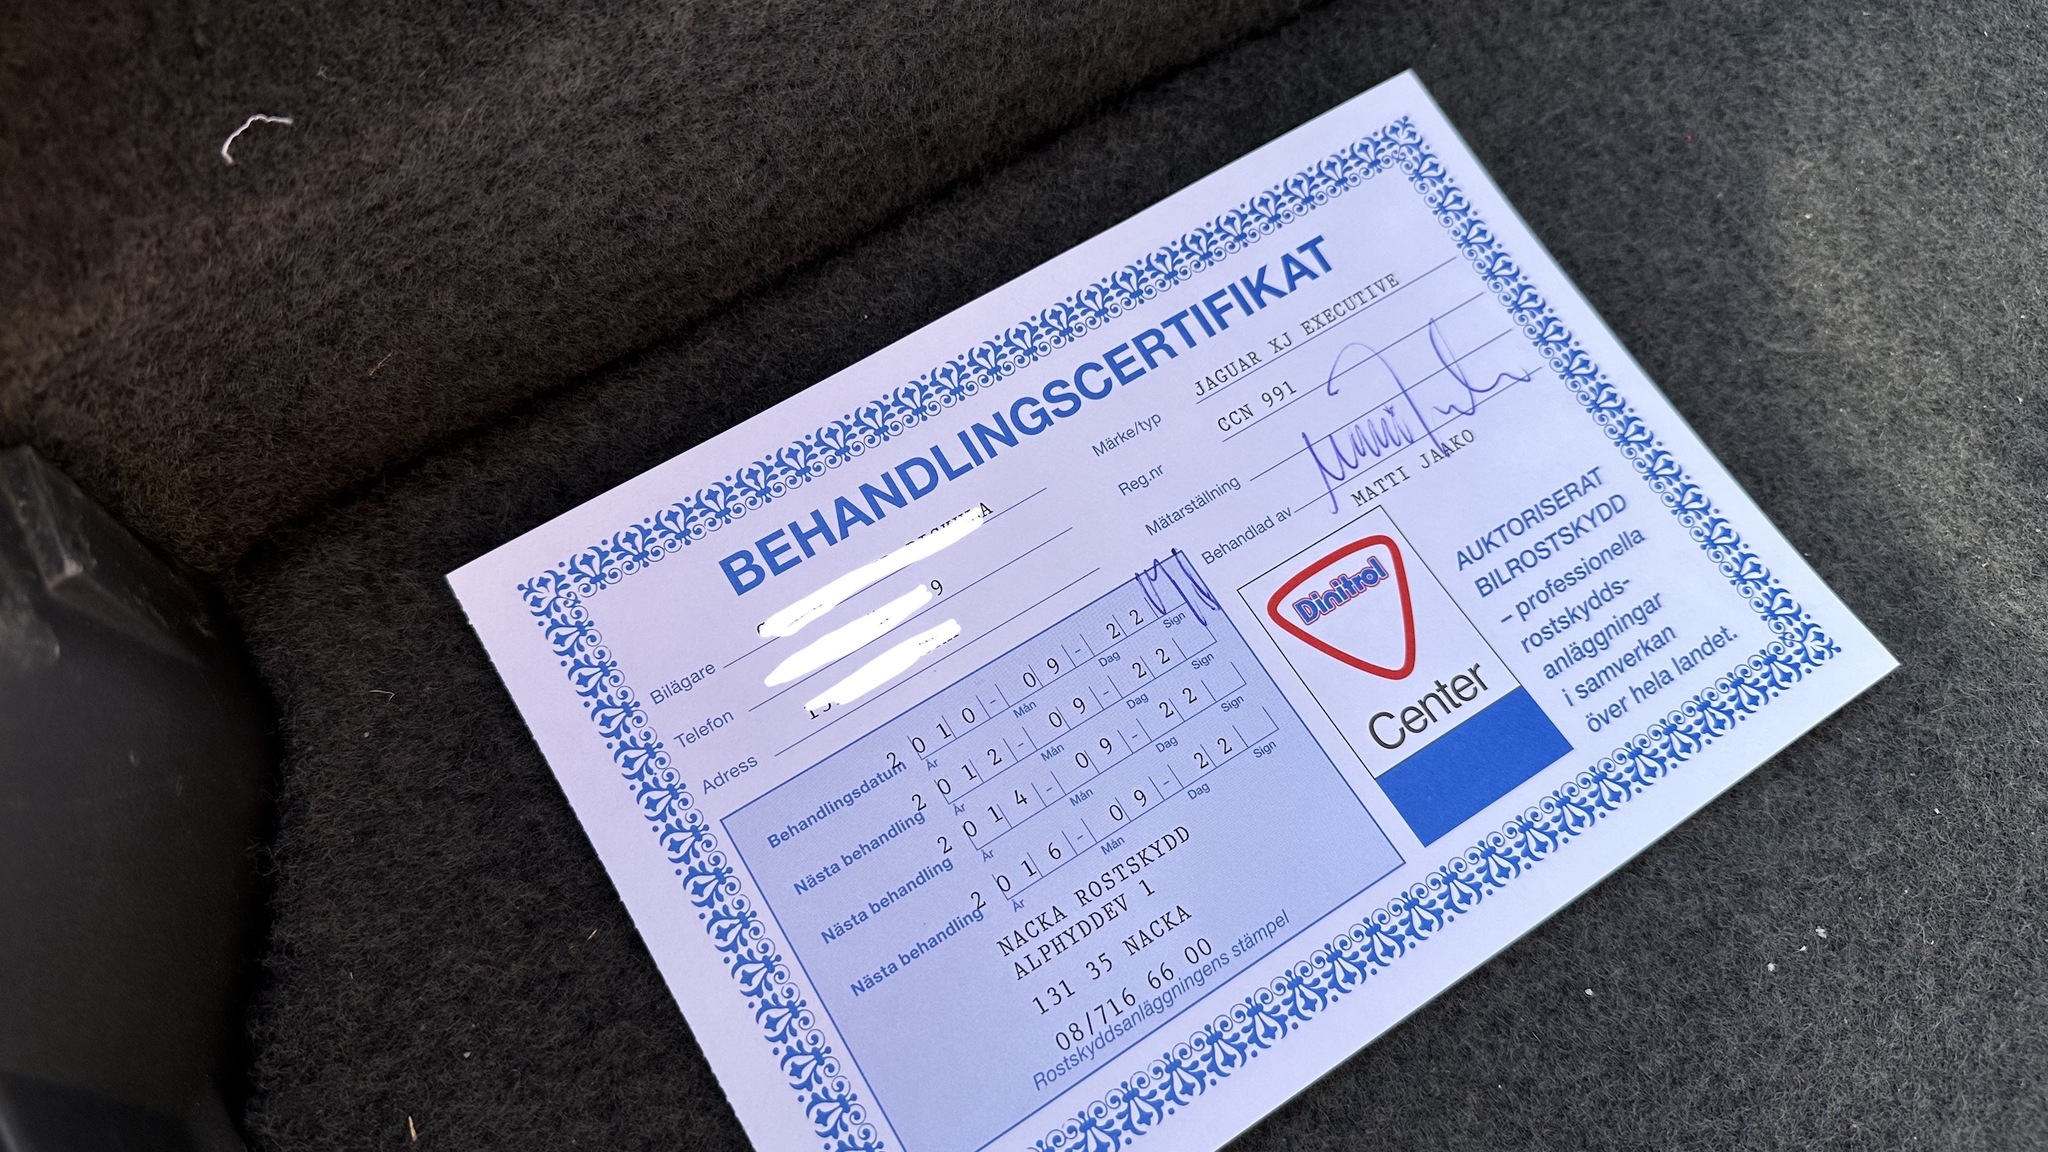 BEHANDLINGSCERTIFIKAT
Bilägare
Telefon 9
Adress
Märke/typ JAGUAR XJ EXECUTIVE
Reg.nr CCN 991
Mätarställning
Behandlad av MATTI JAAKO
Behandlingsdatum 2010-09-22
År Mån Dag Sign
Nästa behandling 2012-09-22
År Mån Dag Sign
Nästa behandling 2014-09-22
År Mån Dag Sign
Nästa behandling 2016-09-22
År Mån Dag Sign
NACKA ROSTSKYDD
ALPHYDDEV 1
131 35 NACKA
08/716 66 00
Rostskyddsanläggningens stämpel
Dinitrol
Center
AUKTORISERAT
BILROSTSKYDD
– professionella
rostskydds-
anläggningar
i samverkan
över hela landet.